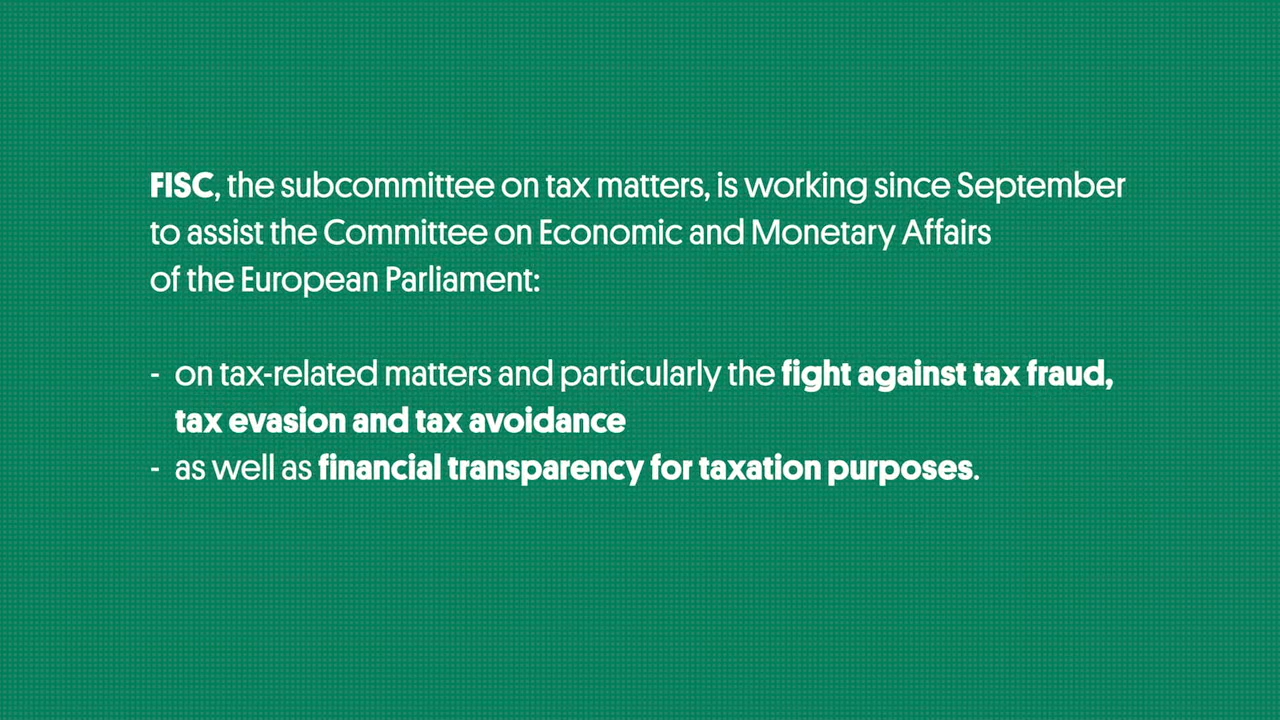 FISC, the subcommittee on tax matters, is working since September
to assist the Committee on Economic and Monetary Affairs
of the European Parliament:
- on tax-related matters and particularly the fight against tax fraud,
tax evasion and tax avoidance
- as well as financial transparency for taxation purposes.